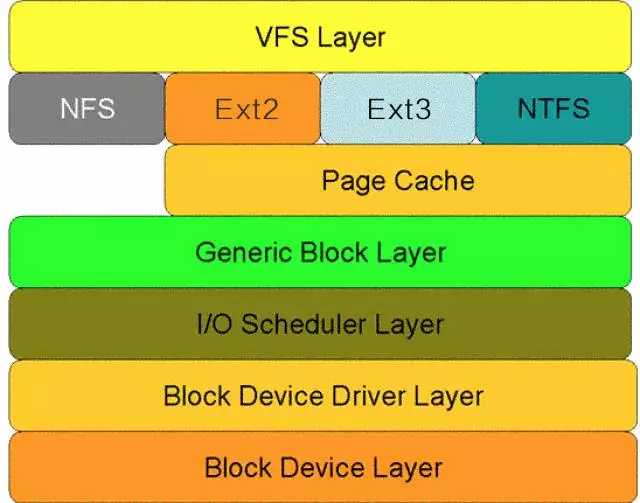 VFS Layer
NFS Ext2 Ext3 NTFS
Page Cache
Generic Block Layer
I/O Scheduler Layer
Block Device Driver Layer
Block Device Layer